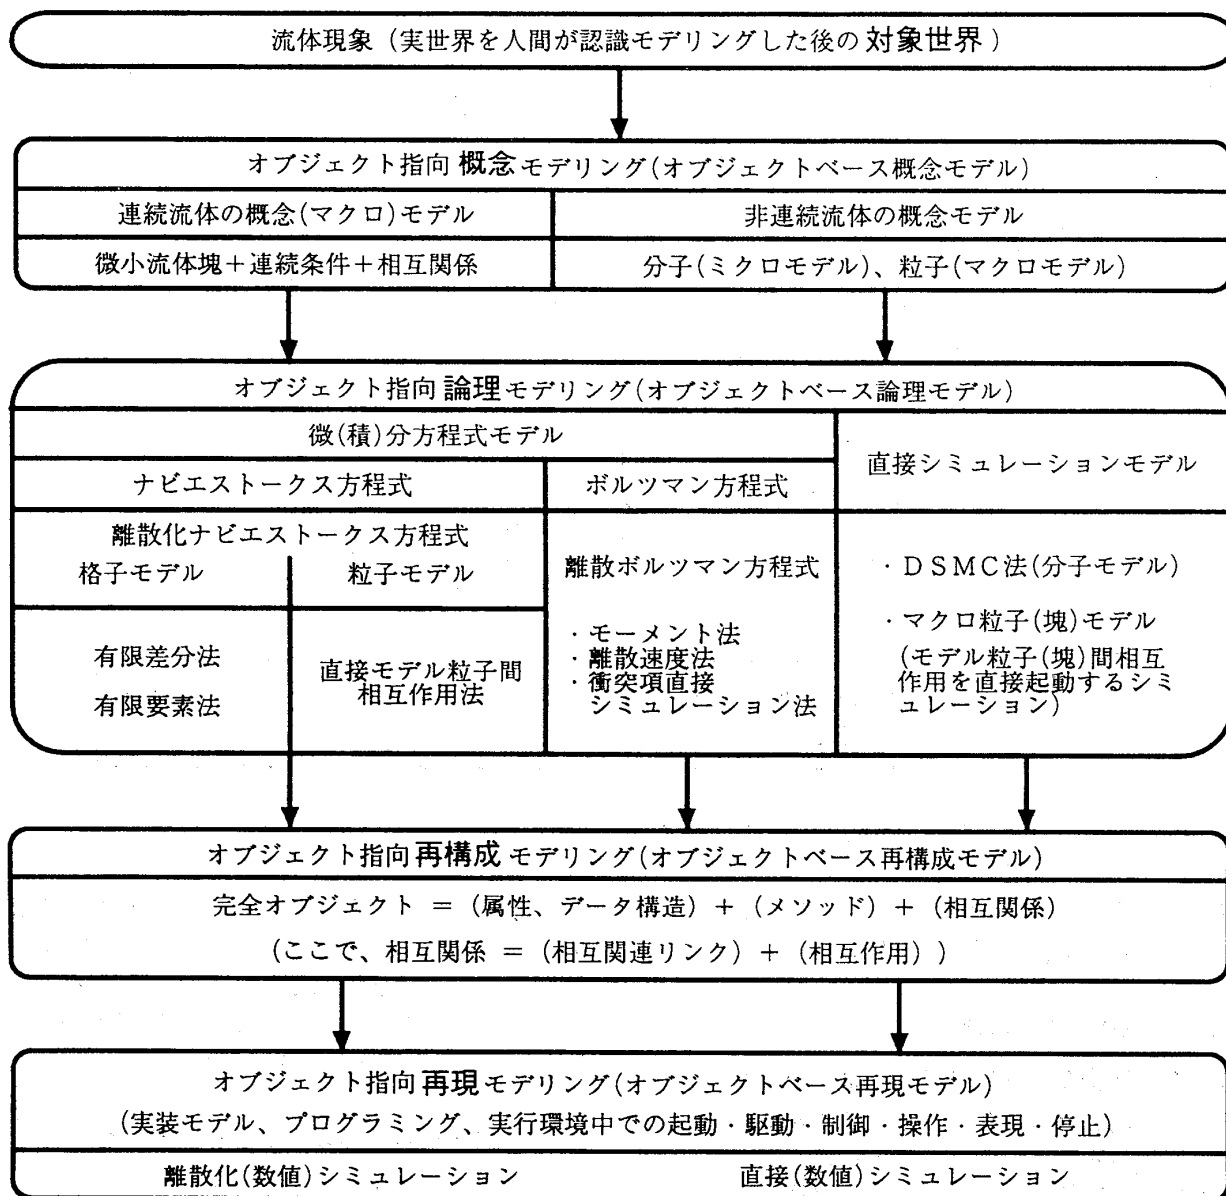 流体現象（実世界を人間が認識モデリングした後の対象世界）
オブジェクト指向概念モデリング(オブジェクトベース概念モデル)
連続流体の概念(マクロ)モデル
非連続流体の概念モデル
微小流体塊＋連続条件＋相互関係
分子(ミクロモデル)、粒子(マクロモデル)
オブジェクト指向論理モデリング(オブジェクトベース論理モデル)
微(積)分方程式モデル
直接シミュレーションモデル
ナビエストークス方程式
ボルツマン方程式
離散化ナビエストークス方程式
格子モデル
粒子モデル
離散ボルツマン方程式
・ＤＳＭＣ法(分子モデル)
有限差分法
有限要素法
直接モデル粒子間
相互作用法
・モーメント法
・離散速度法
・衝突項直接
シミュレーション法
・マクロ粒子(塊)モデル
(モデル粒子(塊)間相互
作用を直接起動するシミ
ュレーション)
オブジェクト指向再構成モデリング(オブジェクトベース再構成モデル)
完全オブジェクト ＝（属性、データ構造）＋（メソッド）＋（相互関係）
（ここで、相互関係 ＝（相互関連リンク）＋（相互作用））
オブジェクト指向再現モデリング(オブジェクトベース再現モデル)
(実装モデル、プログラミング、実行環境中での起動・駆動・制御・操作・表現・停止)
離散化(数値)シミュレーション
直接(数値)シミュレーション